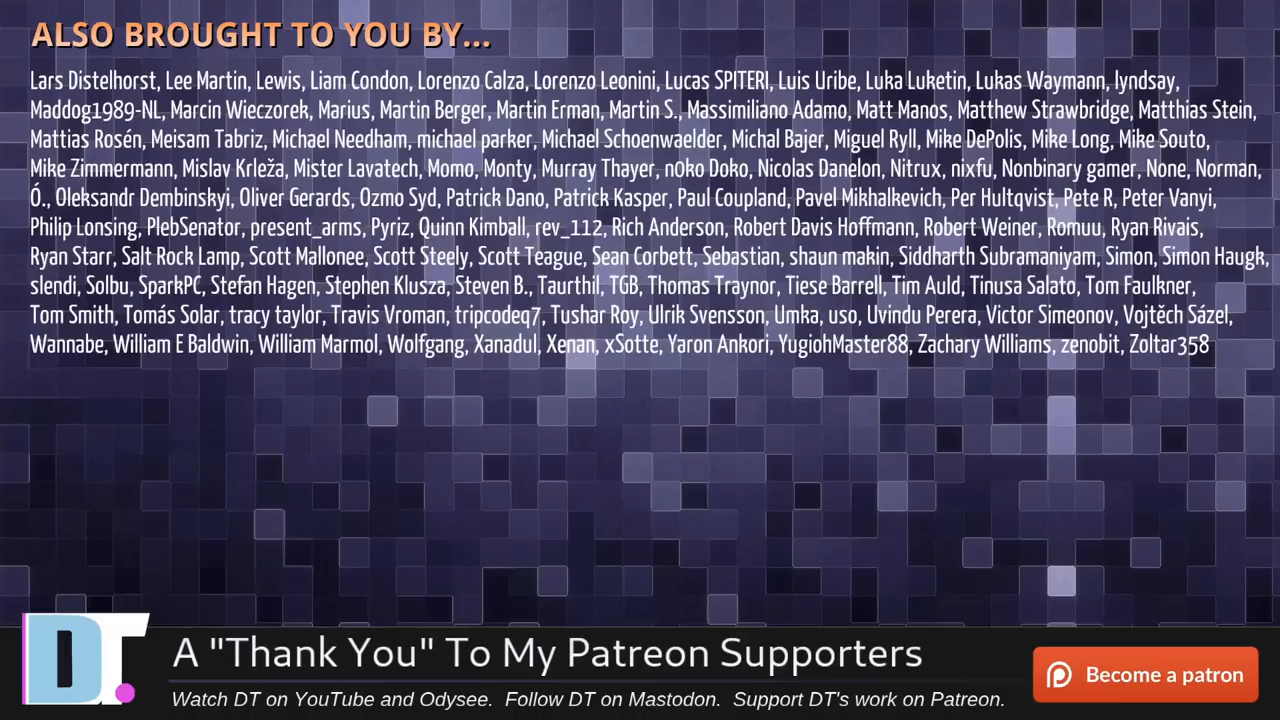 ALSO BROUGHT TO YOU BY...
Lars Distelhorst, Lee Martin, Lewis, Liam Condon, Lorenzo Calza, Lorenzo Leonini, Lucas SPITERI, Luis Uribe, Luka Luketin, Lukas Waymann, lyndsay,
Maddog1989-NL, Marcin Wieczorek, Marius, Martin Berger, Martin Erman, Martin S., Massimiliano Adamo, Matt Manos, Matthew Strawbridge, Matthias Stein,
Mattias Rosén, Meisam Tabriz, Michael Needham, michael parker, Michael Schoenwaelder, Michal Bajer, Miguel Ryll, Mike DePolis, Mike Long, Mike Souto,
Mike Zimmermann, Mislav Krleža, Mister Lavatech, Momo, Monty, Murray Thayer, n0ko Doko, Nicolas Danelon, Nitrux, nixfu, Nonbinary gamer, None, Norman,
Ó., Oleksandr Dembinskyi, Oliver Gerards, Ozmo Syd, Patrick Dano, Patrick Kasper, Paul Coupland, Pavel Mikhalkevich, Per Hultqvist, Pete R, Peter Vanyi,
Philip Lonsing, PlebSenator, present_arms, Pyriz, Quinn Kimball, rev_112, Rich Anderson, Robert Davis Hoffmann, Robert Weiner, Romuu, Ryan Rivais,
Ryan Starr, Salt Rock Lamp, Scott Mallonee, Scott Steely, Scott Teague, Sean Corbett, Sebastian, shaun makin, Siddharth Subramaniyam, Simon, Simon Haugk,
slendi, Solbu, SparkPC, Stefan Hagen, Stephen Klusza, Steven B., Taurthil, TGB, Thomas Traynor, Tiese Barrell, Tim Auld, Tinusa Salato, Tom Faulkner,
Tom Smith, Tomás Solar, tracy taylor, Travis Vroman, tripcodeq7, Tushar Roy, Ulrik Svensson, Umka, uso, Uvindu Perera, Victor Simeonov, Vojtěch Sázel,
Wannabe, William E Baldwin, William Marmol, Wolfgang, Xanadul, Xenan, xSotte, Yaron Ankori, YugiohMaster88, Zachary Williams, zenobit, Zoltar358
DT.
A "Thank You" To My Patreon Supporters
Become a patron
Watch DT on YouTube and Odysee. Follow DT on Mastodon. Support DT's work on Patreon.